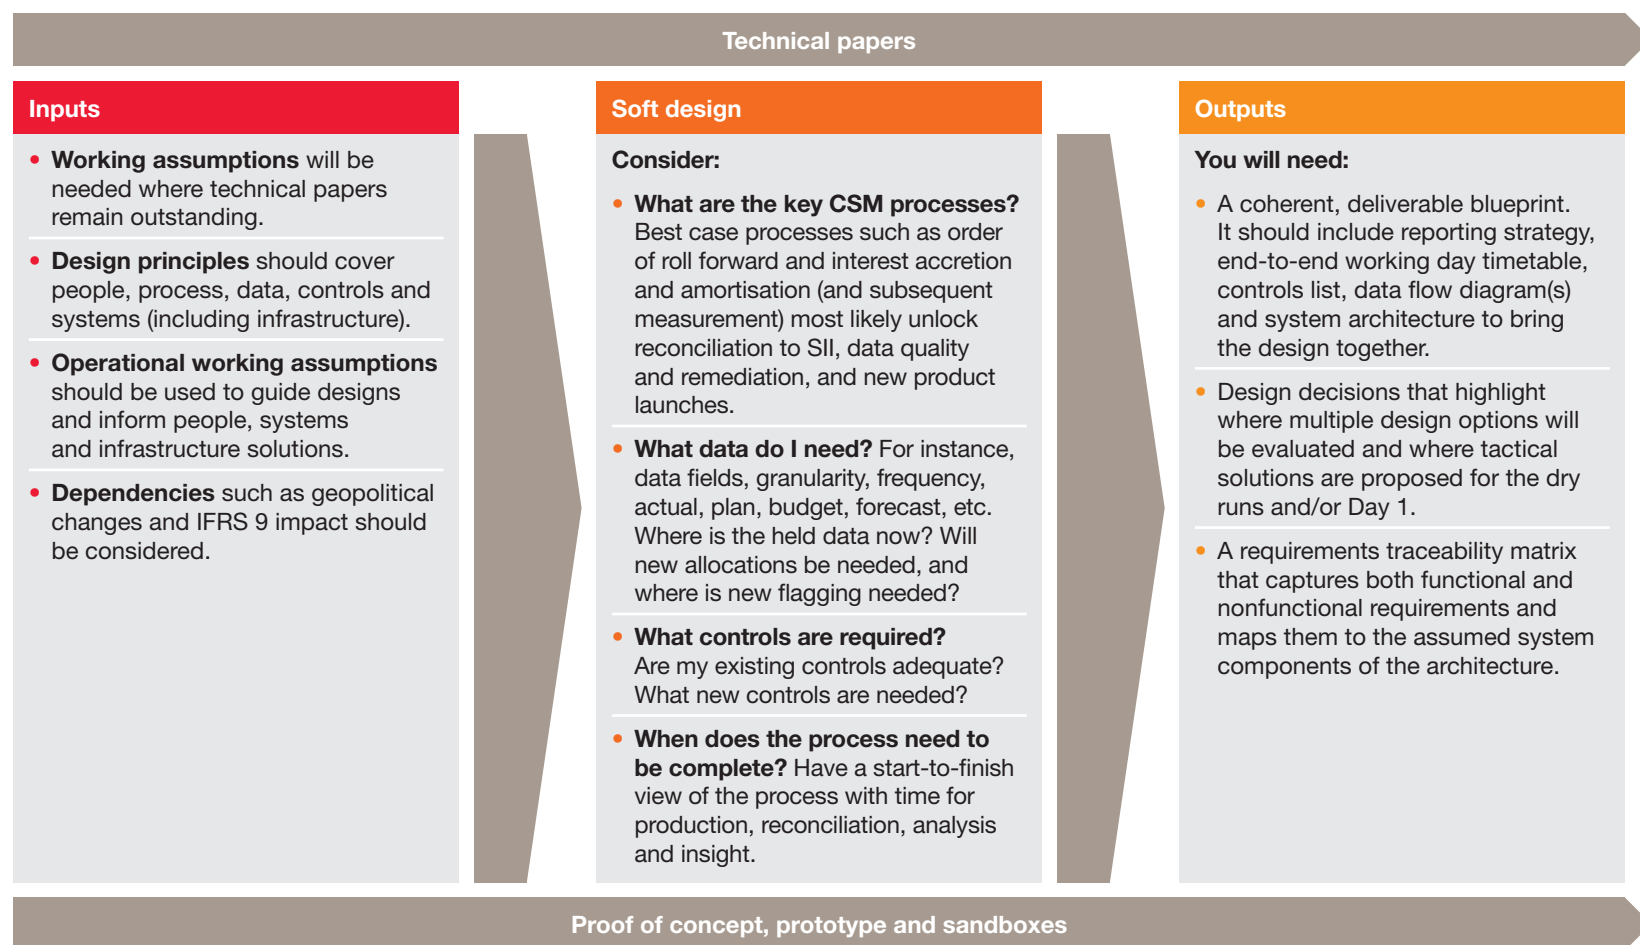 Technical papers
Inputs
• Working assumptions will be
needed where technical papers
remain outstanding.
• Design principles should cover
people, process, data, controls and
systems (including infrastructure).
• Operational working assumptions
should be used to guide designs
and inform people, systems
and infrastructure solutions.
• Dependencies such as geopolitical
changes and IFRS 9 impact should
be considered.
Soft design
Consider:
• What are the key CSM processes?
Best case processes such as order
of roll forward and interest accretion
and amortisation (and subsequent
measurement) most likely unlock
reconciliation to SII, data quality
and remediation, and new product
launches.
• What data do I need? For instance,
data fields, granularity, frequency,
actual, plan, budget, forecast, etc.
Where is the held data now? Will
new allocations be needed, and
where is new flagging needed?
• What controls are required?
Are my existing controls adequate?
What new controls are needed?
• When does the process need to
be complete? Have a start-to-finish
view of the process with time for
production, reconciliation, analysis
and insight.
Outputs
You will need:
• A coherent, deliverable blueprint.
It should include reporting strategy,
end-to-end working day timetable,
controls list, data flow diagram(s)
and system architecture to bring
the design together.
• Design decisions that highlight
where multiple design options will
be evaluated and where tactical
solutions are proposed for the dry
runs and/or Day 1.
• A requirements traceability matrix
that captures both functional and
nonfunctional requirements and
maps them to the assumed system
components of the architecture.
Proof of concept, prototype and sandboxes